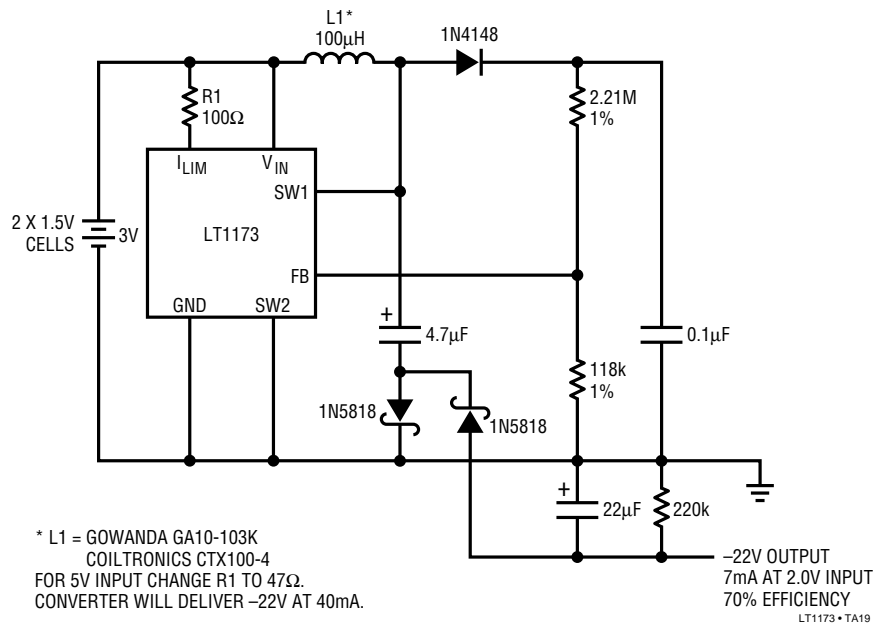 L1*
100µH
1N4148
R1
100Ω
2.21M
1%
I_LIM
V_IN
SW1
2 X 1.5V
CELLS
3V
LT1173
FB
GND
SW2
+
4.7µF
0.1µF
118k
1%
1N5818
1N5818
+
22µF
220k
* L1 = GOWANDA GA10-103K
COILTRONICS CTX100-4
FOR 5V INPUT CHANGE R1 TO 47Ω.
CONVERTER WILL DELIVER –22V AT 40mA.
–22V OUTPUT
7mA AT 2.0V INPUT
70% EFFICIENCY
LT1173 • TA19